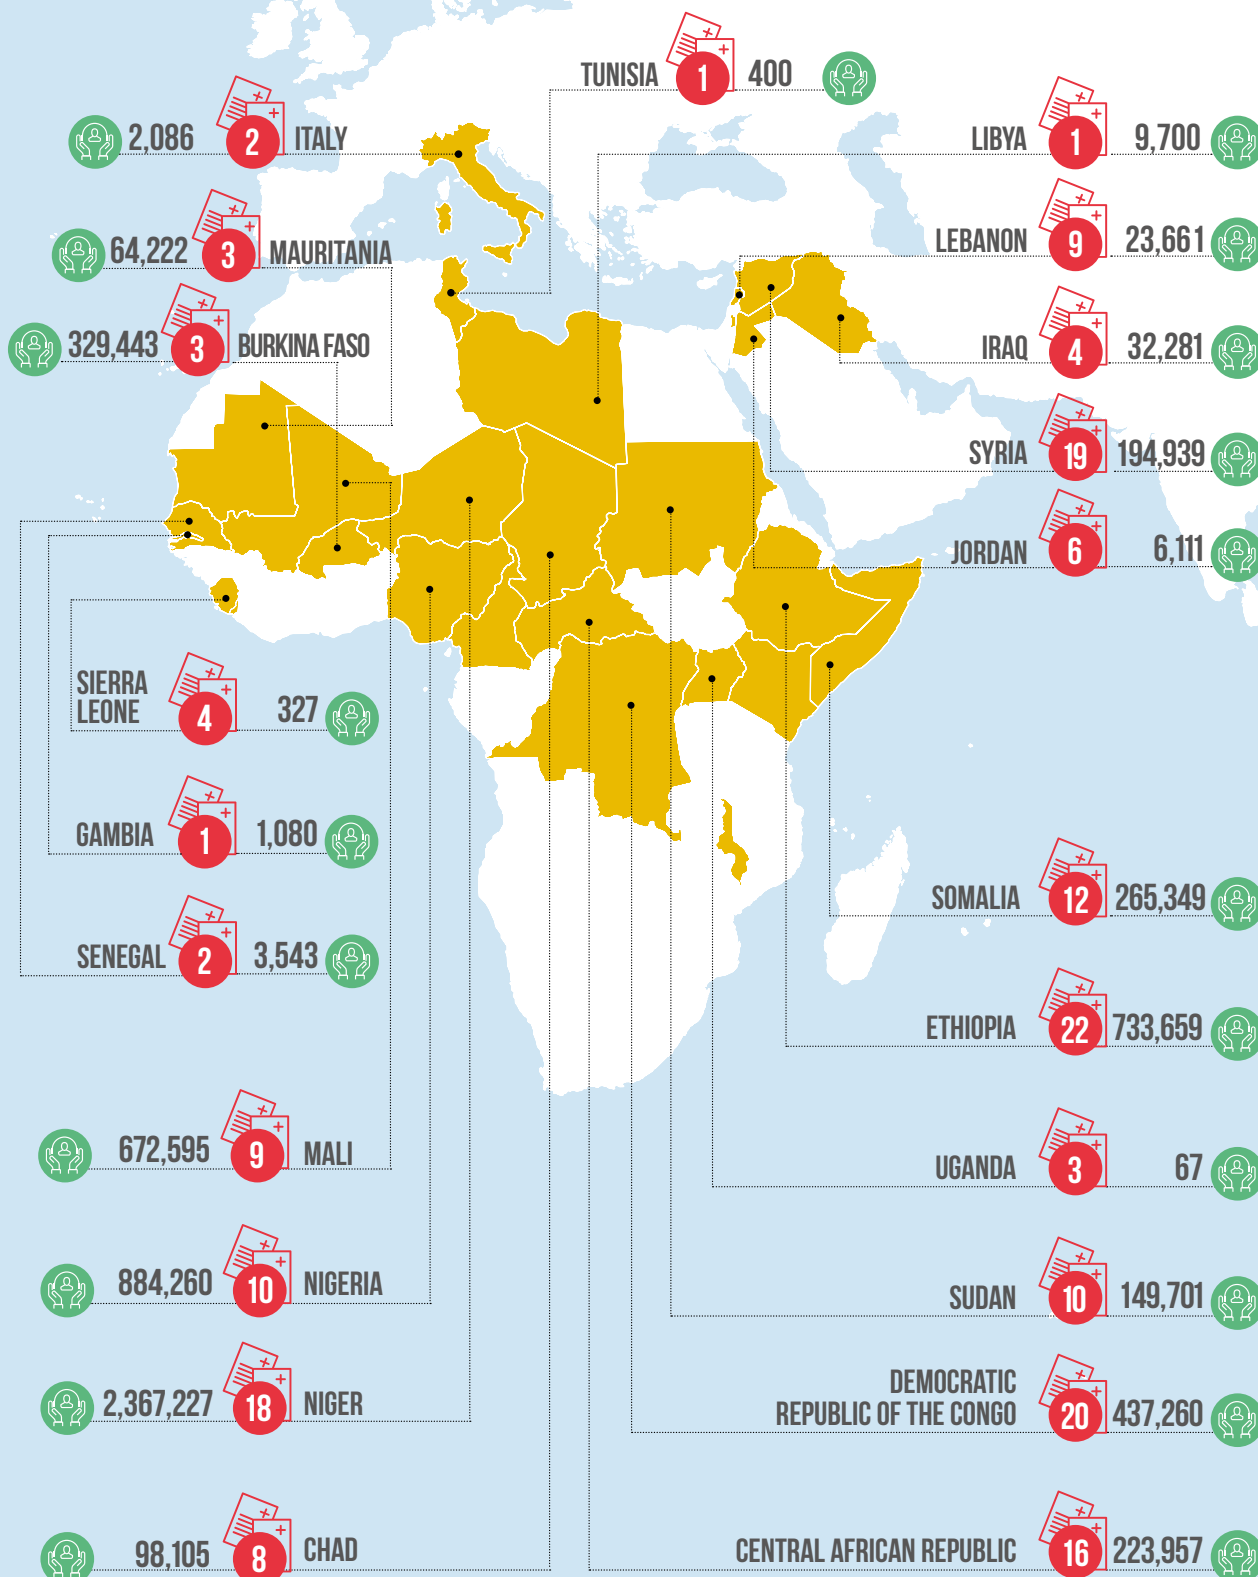 TUNISIA 1 400
2,086 2 ITALY
LIBYA 1 9,700
64,222 3 MAURITANIA
LEBANON 9 23,661
329,443 3 BURKINA FASO
IRAQ 4 32,281
SYRIA 19 194,939
JORDAN 6 6,111
SIERRA
LEONE 4 327
GAMBIA 1 1,080
SOMALIA 12 265,349
SENEGAL 2 3,543
ETHIOPIA 22 733,659
672,595 9 MALI
UGANDA 3 67
884,260 10 NIGERIA
SUDAN 10 149,701
2,367,227 18 NIGER
DEMOCRATIC
REPUBLIC OF THE CONGO 20 437,260
98,105 8 CHAD
CENTRAL AFRICAN REPUBLIC 16 223,957